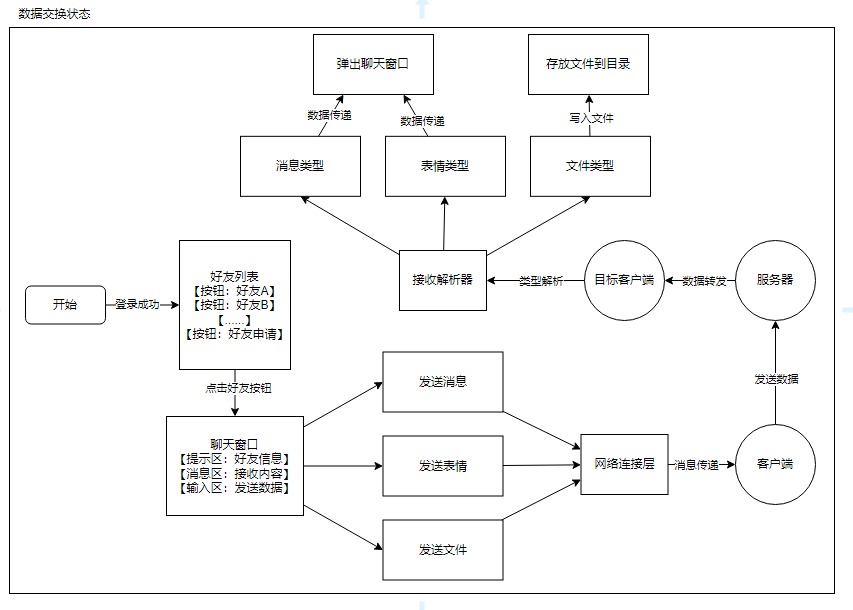 数据交换状态
弹出聊天窗口
存放文件到目录
数据传递
数据传递
写入文件
消息类型
表情类型
文件类型
好友列表
【按钮：好友A】
【按钮：好友B】
【......】
【按钮：好友申请】
开始
登录成功
接收解析器
类型解析
目标客户端
数据转发
服务器
点击好友按钮
发送消息
发送数据
聊天窗口
【提示区：好友信息】
【消息区：接收内容】
【输入区：发送数据】
发送表情
网络连接层
消息传递
客户端
发送文件